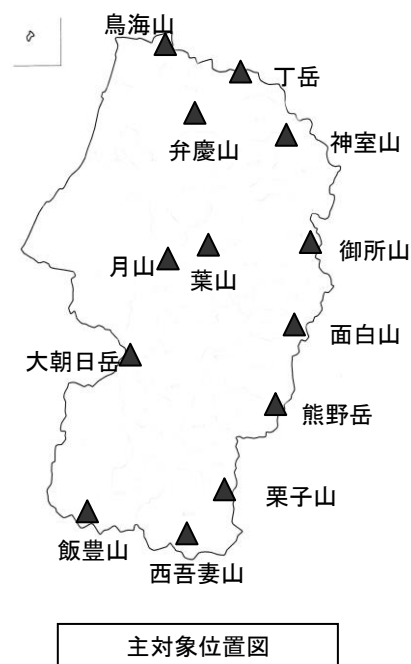 鳥海山
丁岳
弁慶山
神室山
御所山
月山
葉山
面白山
大朝日岳
熊野岳
栗子山
飯豊山
西吾妻山
主対象位置図